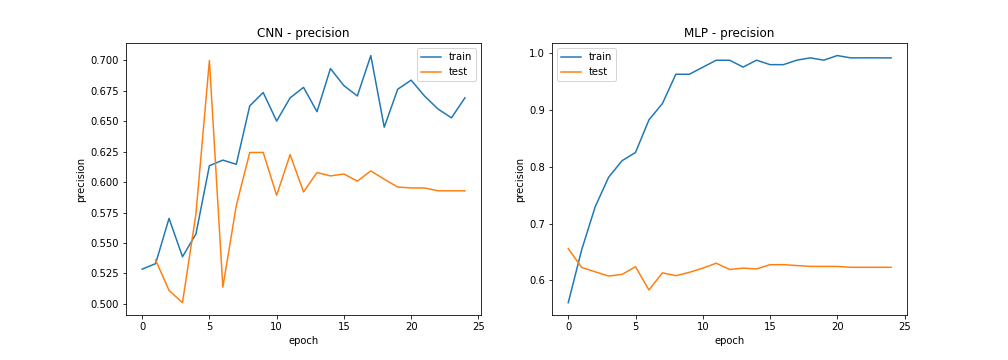 CNN - precision
precision
0.700
0.675
0.650
0.625
0.600
0.575
0.550
0.525
0.500
train
test
0
5
10
15
20
25
epoch
MLP - precision
precision
1.0
0.9
0.8
0.7
0.6
train
test
0
5
10
15
20
25
epoch